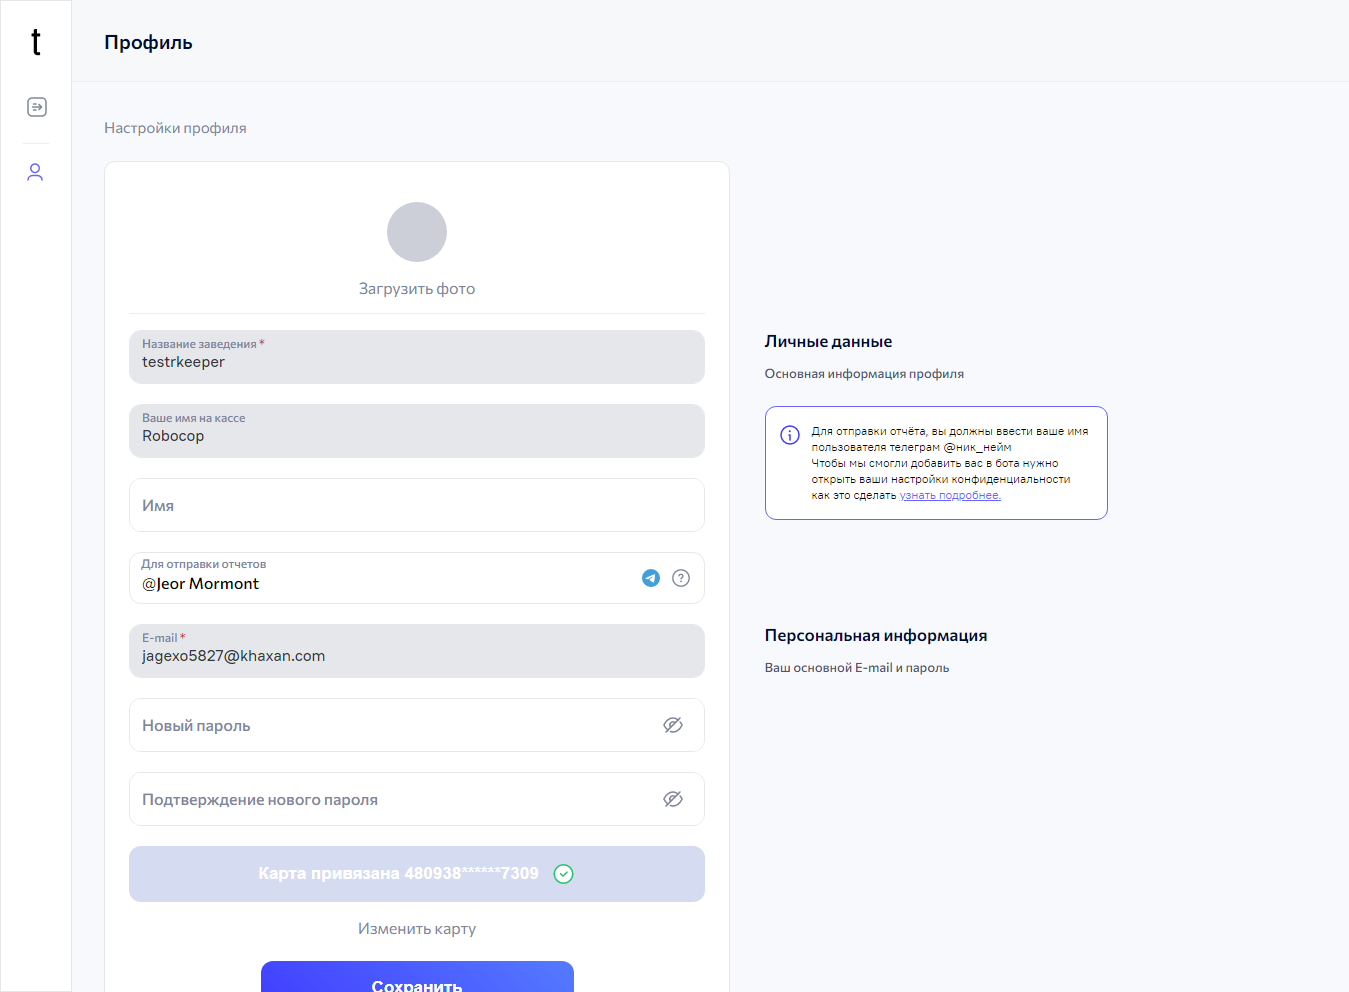 t
Профиль
Настройки профиля
Загрузить фото
Название заведения *
testrkeeper
Ваше имя на кассе
Robocop
Имя
Для отправки отчетов
@Jeor Mormont
E-mail *
jagexo5827@khaxan.com
Новый пароль
Подтверждение нового пароля
Карта привязана 480938******7309
Изменить карту
Сохранить
Личные данные
Основная информация профиля
Для отправки отчёта, вы должны ввести ваше имя
пользователя телеграм @ник_нейм
Чтобы мы смогли добавить вас в бота нужно
открыть ваши настройки конфиденциальности
как это сделать узнать подробнее.
Персональная информация
Ваш основной E-mail и пароль